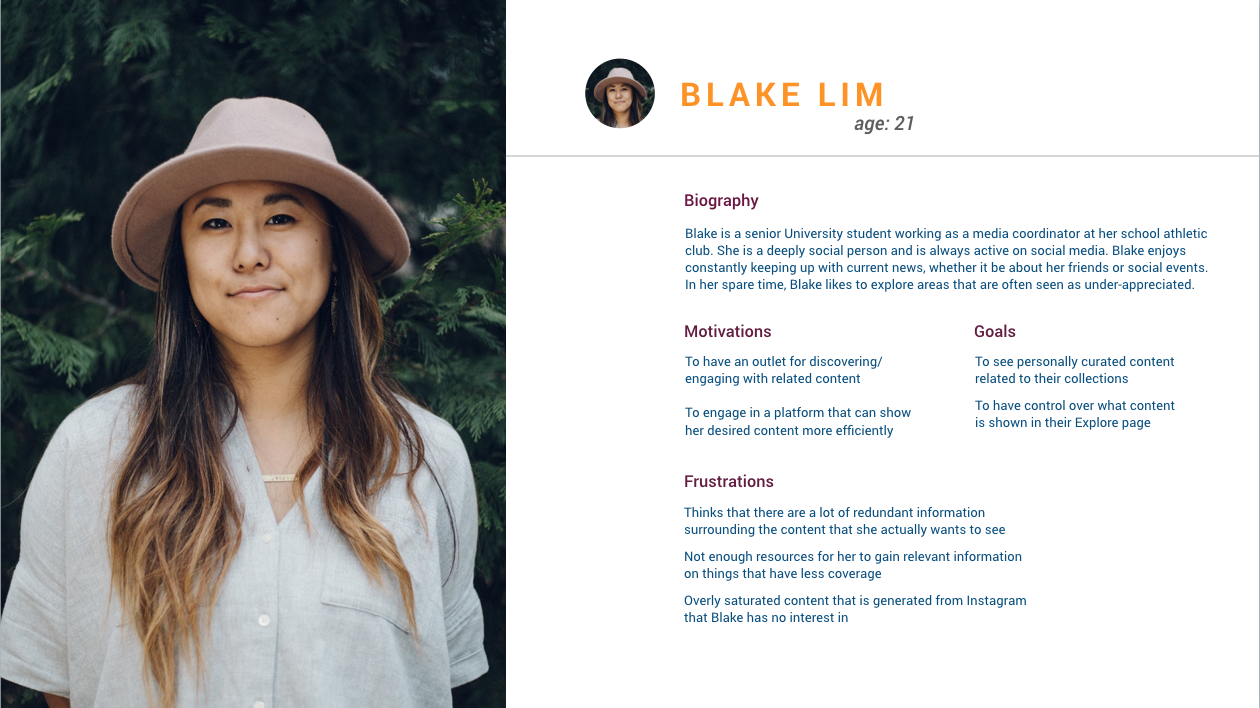 BLAKE LIM
age: 21
Biography
Blake is a senior University student working as a media coordinator at her school athletic
club. She is a deeply social person and is always active on social media. Blake enjoys
constantly keeping up with current news, whether it be about her friends or social events.
In her spare time, Blake likes to explore areas that are often seen as under-appreciated.
Motivations
To have an outlet for discovering/
engaging with related content
To engage in a platform that can show
her desired content more efficiently
Goals
To see personally curated content
related to their collections
To have control over what content
is shown in their Explore page
Frustrations
Thinks that there are a lot of redundant information
surrounding the content that she actually wants to see
Not enough resources for her to gain relevant information
on things that have less coverage
Overly saturated content that is generated from Instagram
that Blake has no interest in